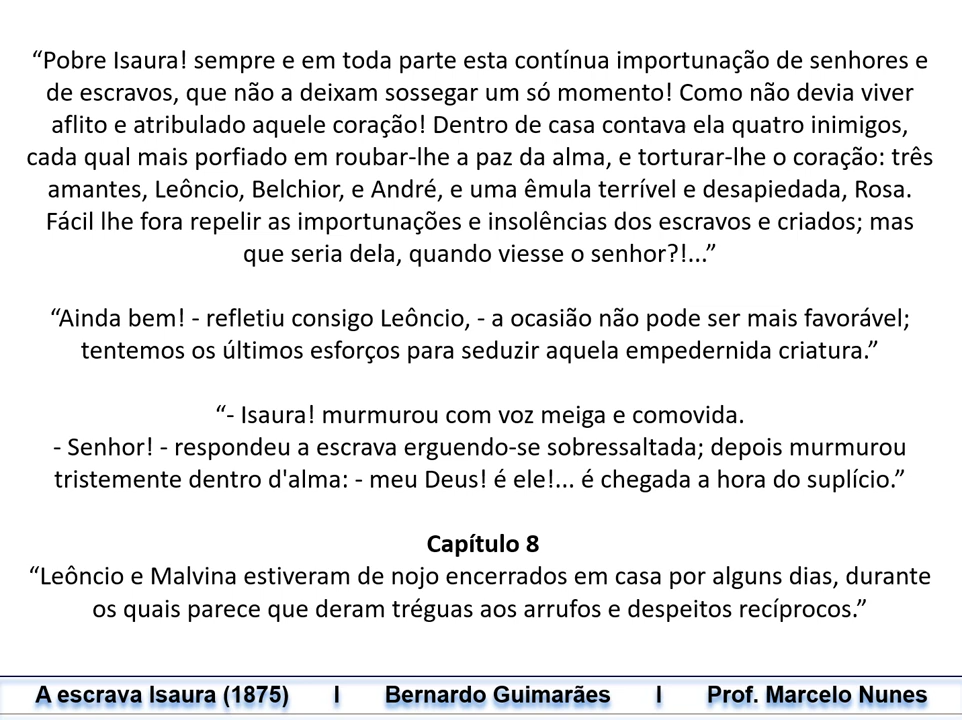 “Pobre Isaura! sempre e em toda parte esta contínua importunação de senhores e
de escravos, que não a deixam sossegar um só momento! Como não devia viver
aflito e atribulado aquele coração! Dentro de casa contava ela quatro inimigos,
cada qual mais porfiado em roubar-lhe a paz da alma, e torturar-lhe o coração: três
amantes, Leôncio, Belchior, e André, e uma êmula terrível e desapiedada, Rosa.
Fácil lhe fora repelir as importunações e insolências dos escravos e criados; mas
que seria dela, quando viesse o senhor?!...”
“Ainda bem! - refletiu consigo Leôncio, - a ocasião não pode ser mais favorável;
tentemos os últimos esforços para seduzir aquela empedernida criatura.”
“- Isaura! murmurou com voz meiga e comovida.
- Senhor! - respondeu a escrava erguendo-se sobressaltada; depois murmurou
tristemente dentro d'alma: - meu Deus! é ele!... é chegada a hora do suplício.”
Capítulo 8
“Leôncio e Malvina estiveram de nojo encerrados em casa por alguns dias, durante
os quais parece que deram tréguas aos arrufos e despeitos recíprocos.”
A escrava Isaura (1875) I Bernardo Guimarães I Prof. Marcelo Nunes